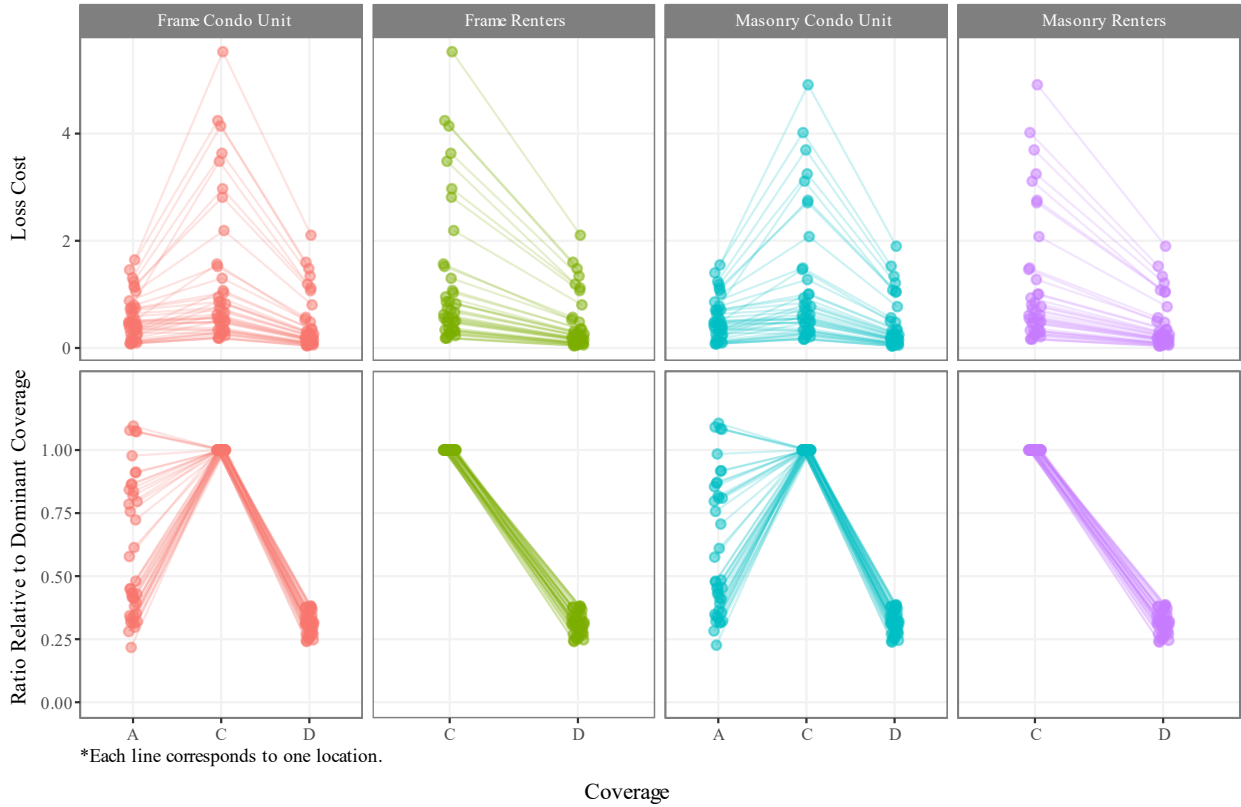 Frame Condo Unit
Frame Renters
Masonry Condo Unit
Masonry Renters
Loss Cost
4
2
0
Ratio Relative to Dominant Coverage
1.00
0.75
0.50
0.25
0.00
A
C
D
C
D
A
C
D
C
D
*Each line corresponds to one location.
Coverage